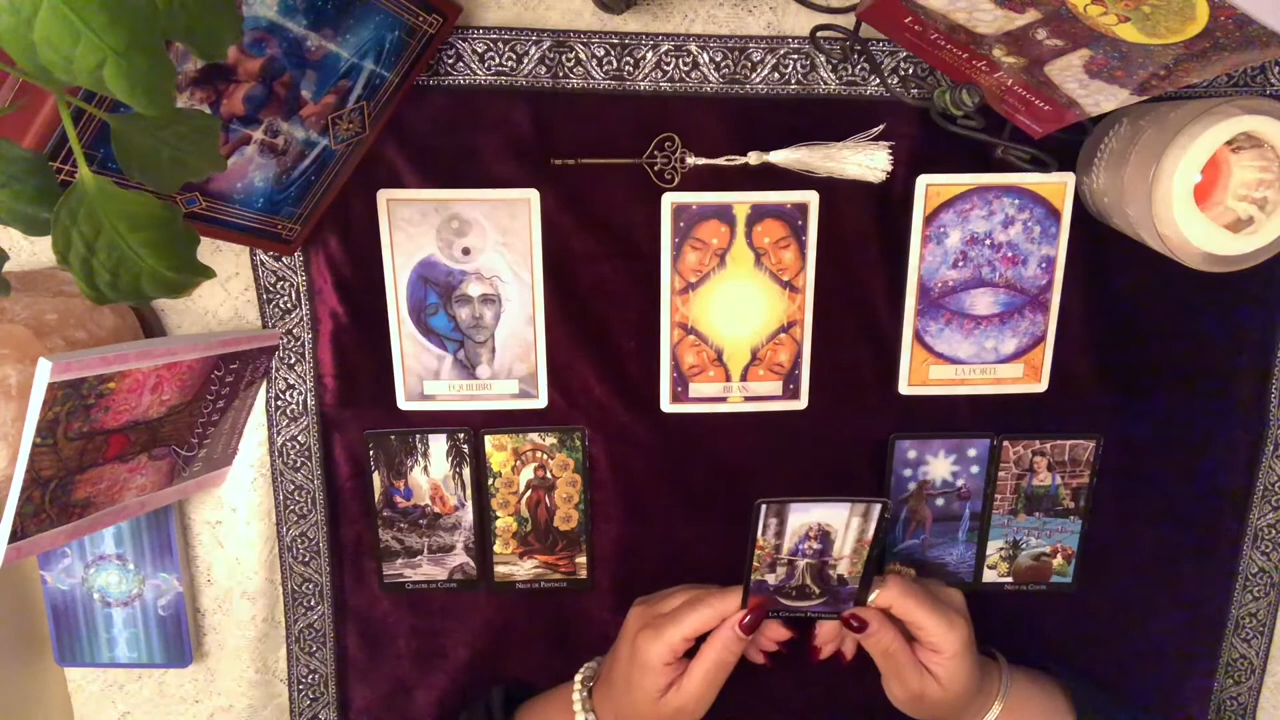 Le Tarot de l'Amour
ÉQUILIBRE
BILAN
LA PORTE
Amour
UNIVERSEL
QUATRE DE COUPE
NEUF DE PENTACLE
LA GRANDE PRÊTRESSE
NEUF DE COUPE